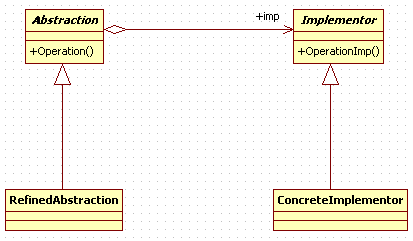 Abstraction
+imp
Implementor
+Operation()
+OperationImp()
RefinedAbstraction
ConcreteImplementor